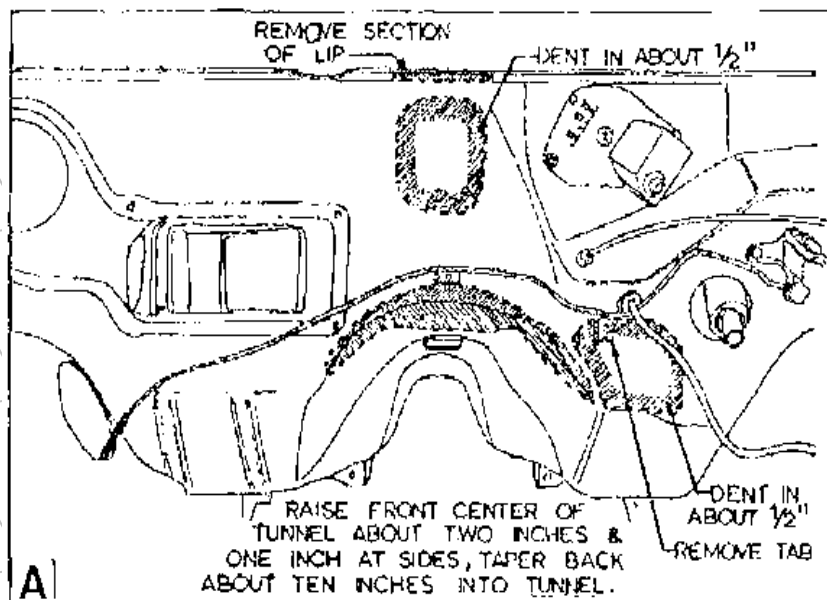 REMOVE SECTION
OF LIP
DENT IN ABOUT 1/2"
DENT IN
ABOUT 1/2"
REMOVE TAB
RAISE FRONT CENTER OF
TUNNEL ABOUT TWO INCHES &
ONE INCH AT SIDES, TAPER BACK
ABOUT TEN INCHES INTO TUNNEL.
A